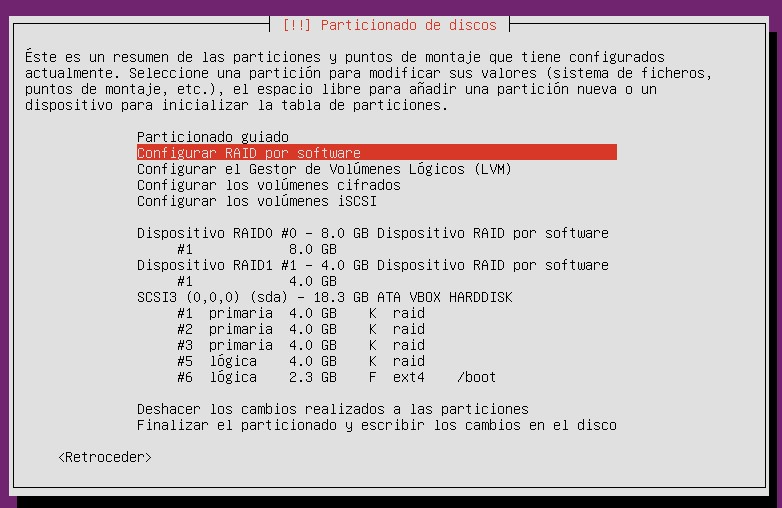 [!!] Particionado de discos
Éste es un resumen de las particiones y puntos de montaje que tiene configurados
actualmente. Seleccione una partición para modificar sus valores (sistema de ficheros,
puntos de montaje, etc.), el espacio libre para añadir una partición nueva o un
dispositivo para inicializar la tabla de particiones.
Particionado guiado
Configurar RAID por software
Configurar el Gestor de Volúmenes Lógicos (LVM)
Configurar los volúmenes cifrados
Configurar los volúmenes iSCSI
Dispositivo RAID0 #0 – 8.0 GB Dispositivo RAID por software
#1 8.0 GB
Dispositivo RAID1 #1 – 4.0 GB Dispositivo RAID por software
#1 4.0 GB
SCSI3 (0,0,0) (sda) – 18.3 GB ATA VBOX HARDDISK
#1 primaria 4.0 GB K raid
#2 primaria 4.0 GB K raid
#3 primaria 4.0 GB K raid
#5 lógica 4.0 GB K raid
#6 lógica 2.3 GB F ext4 /boot
Deshacer los cambios realizados a las particiones
Finalizar el particionado y escribir los cambios en el disco
<Retroceder>